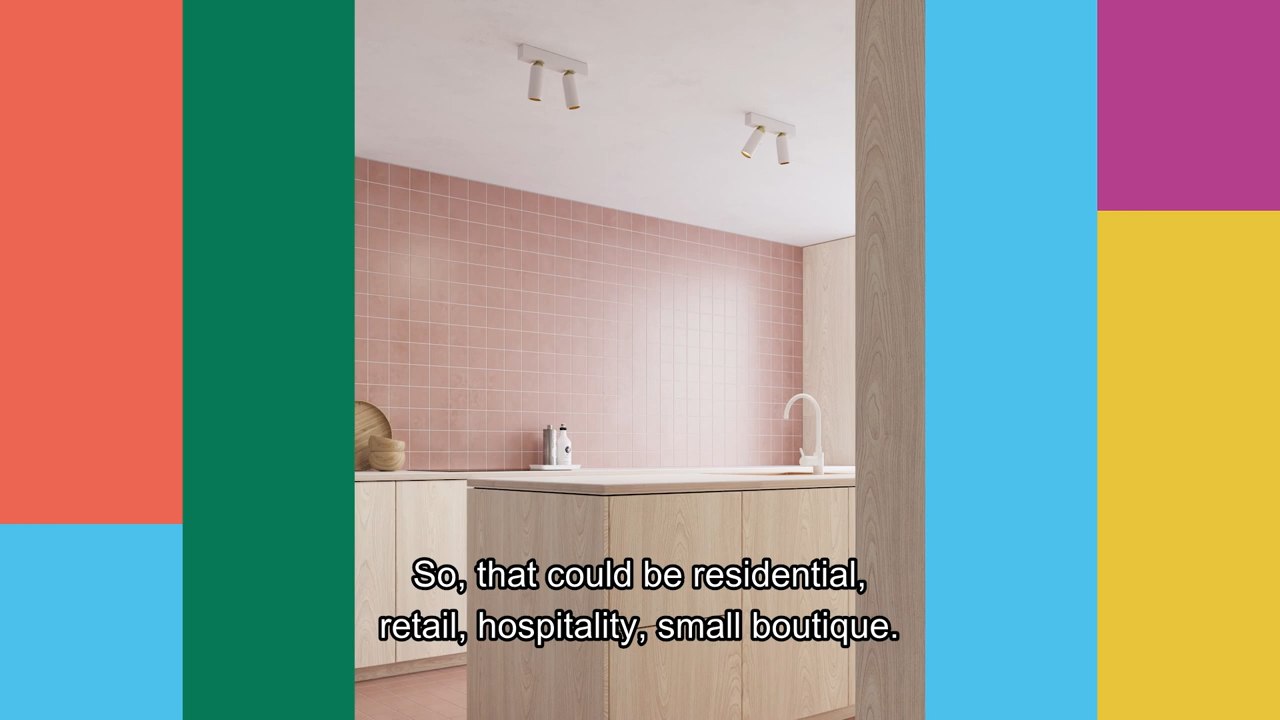 So, that could be residential,
retail, hospitality, small boutique.